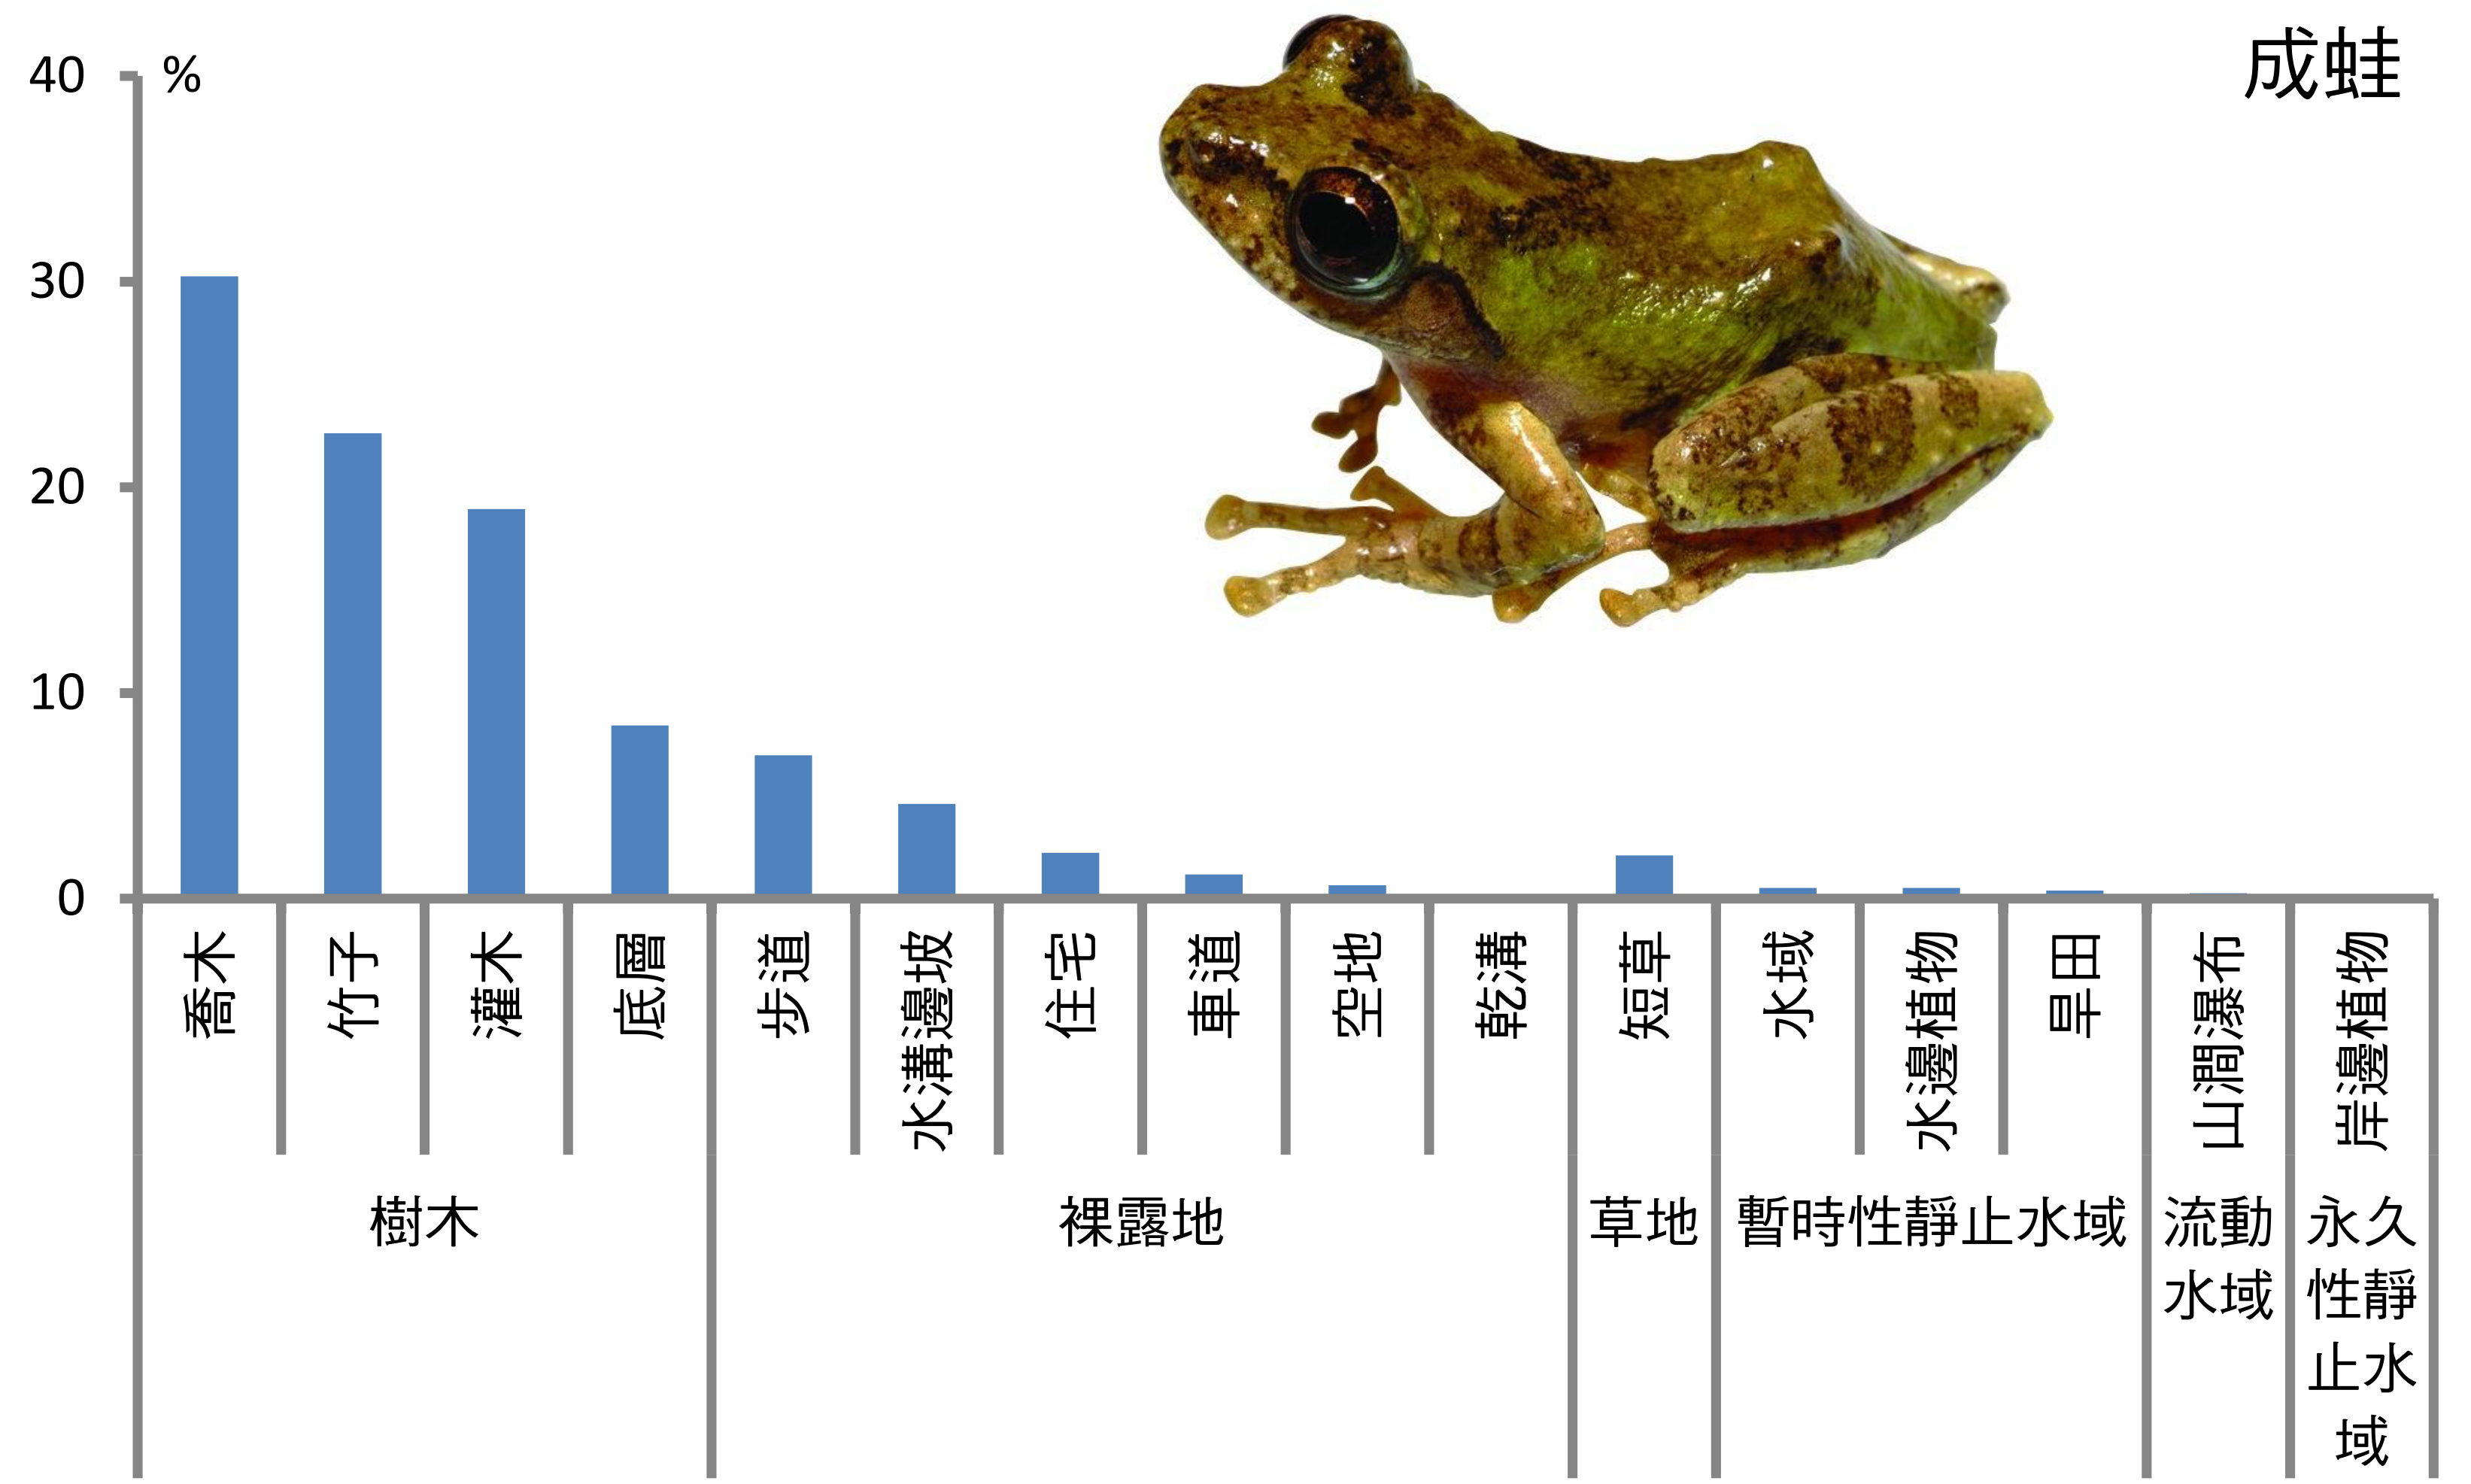 成蛙
%
40
30
20
10
0
喬木
竹子
灌木
底層
步道
水溝邊坡
住宅
車道
空地
乾溝
短草
水域
水邊植物
旱田
山澗瀑布
岸邊植物
樹木
裸露地
草地
暫時性靜止水域
流動
水域
永久
性靜
止水
域